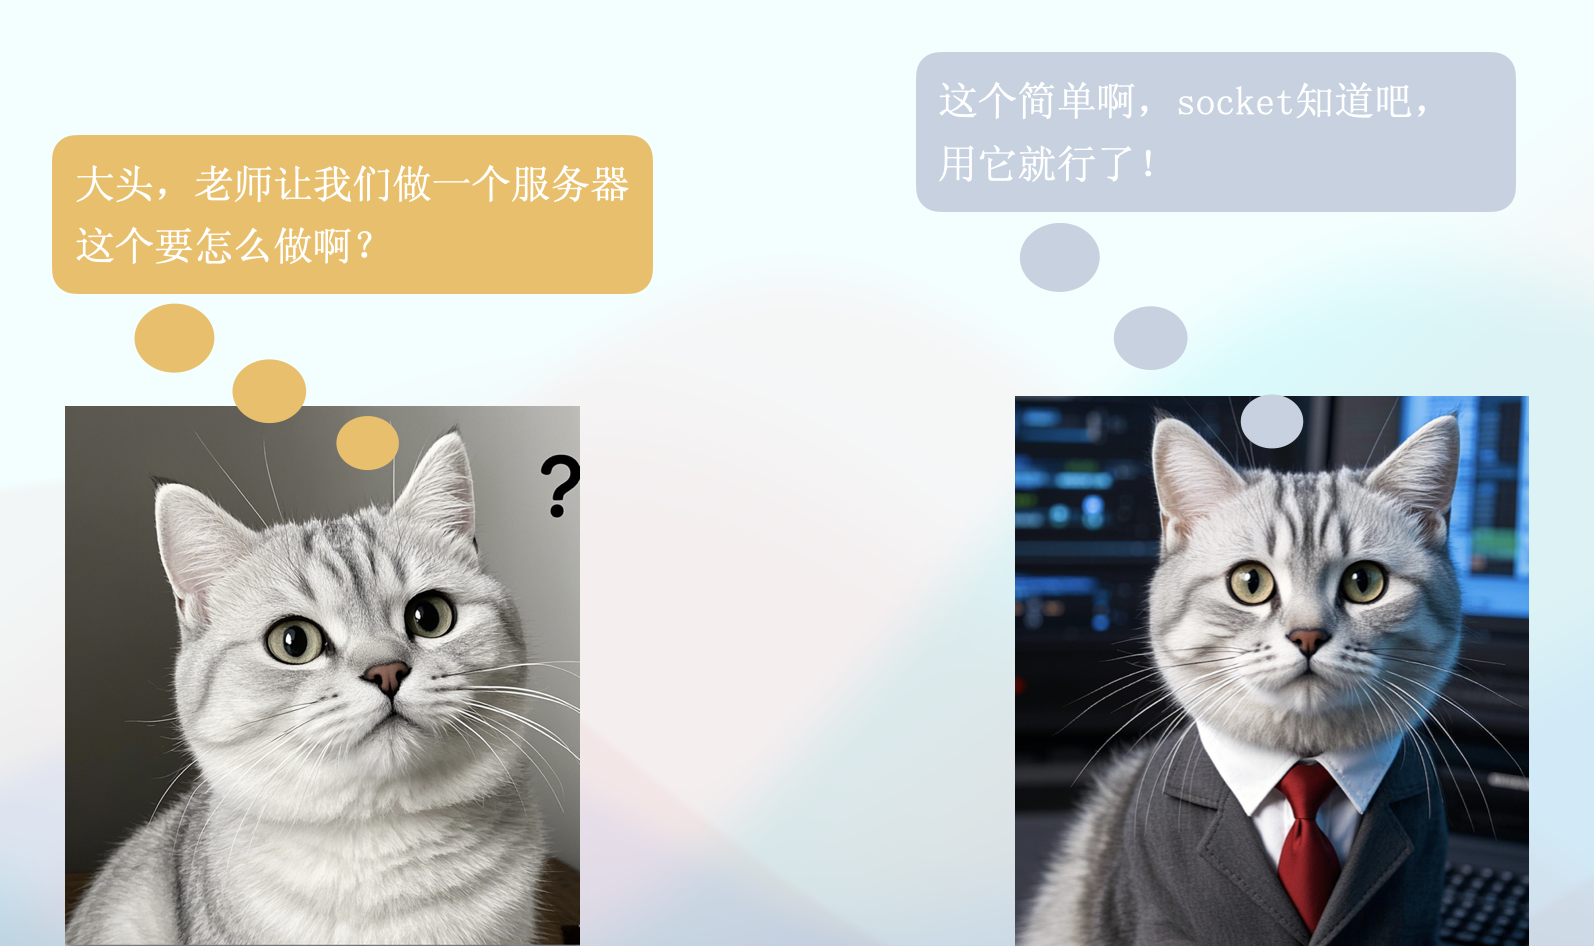 大头，老师让我们做一个服务器
这个要怎么做啊？
这个简单啊，socket知道吧，
用它就行了！
?